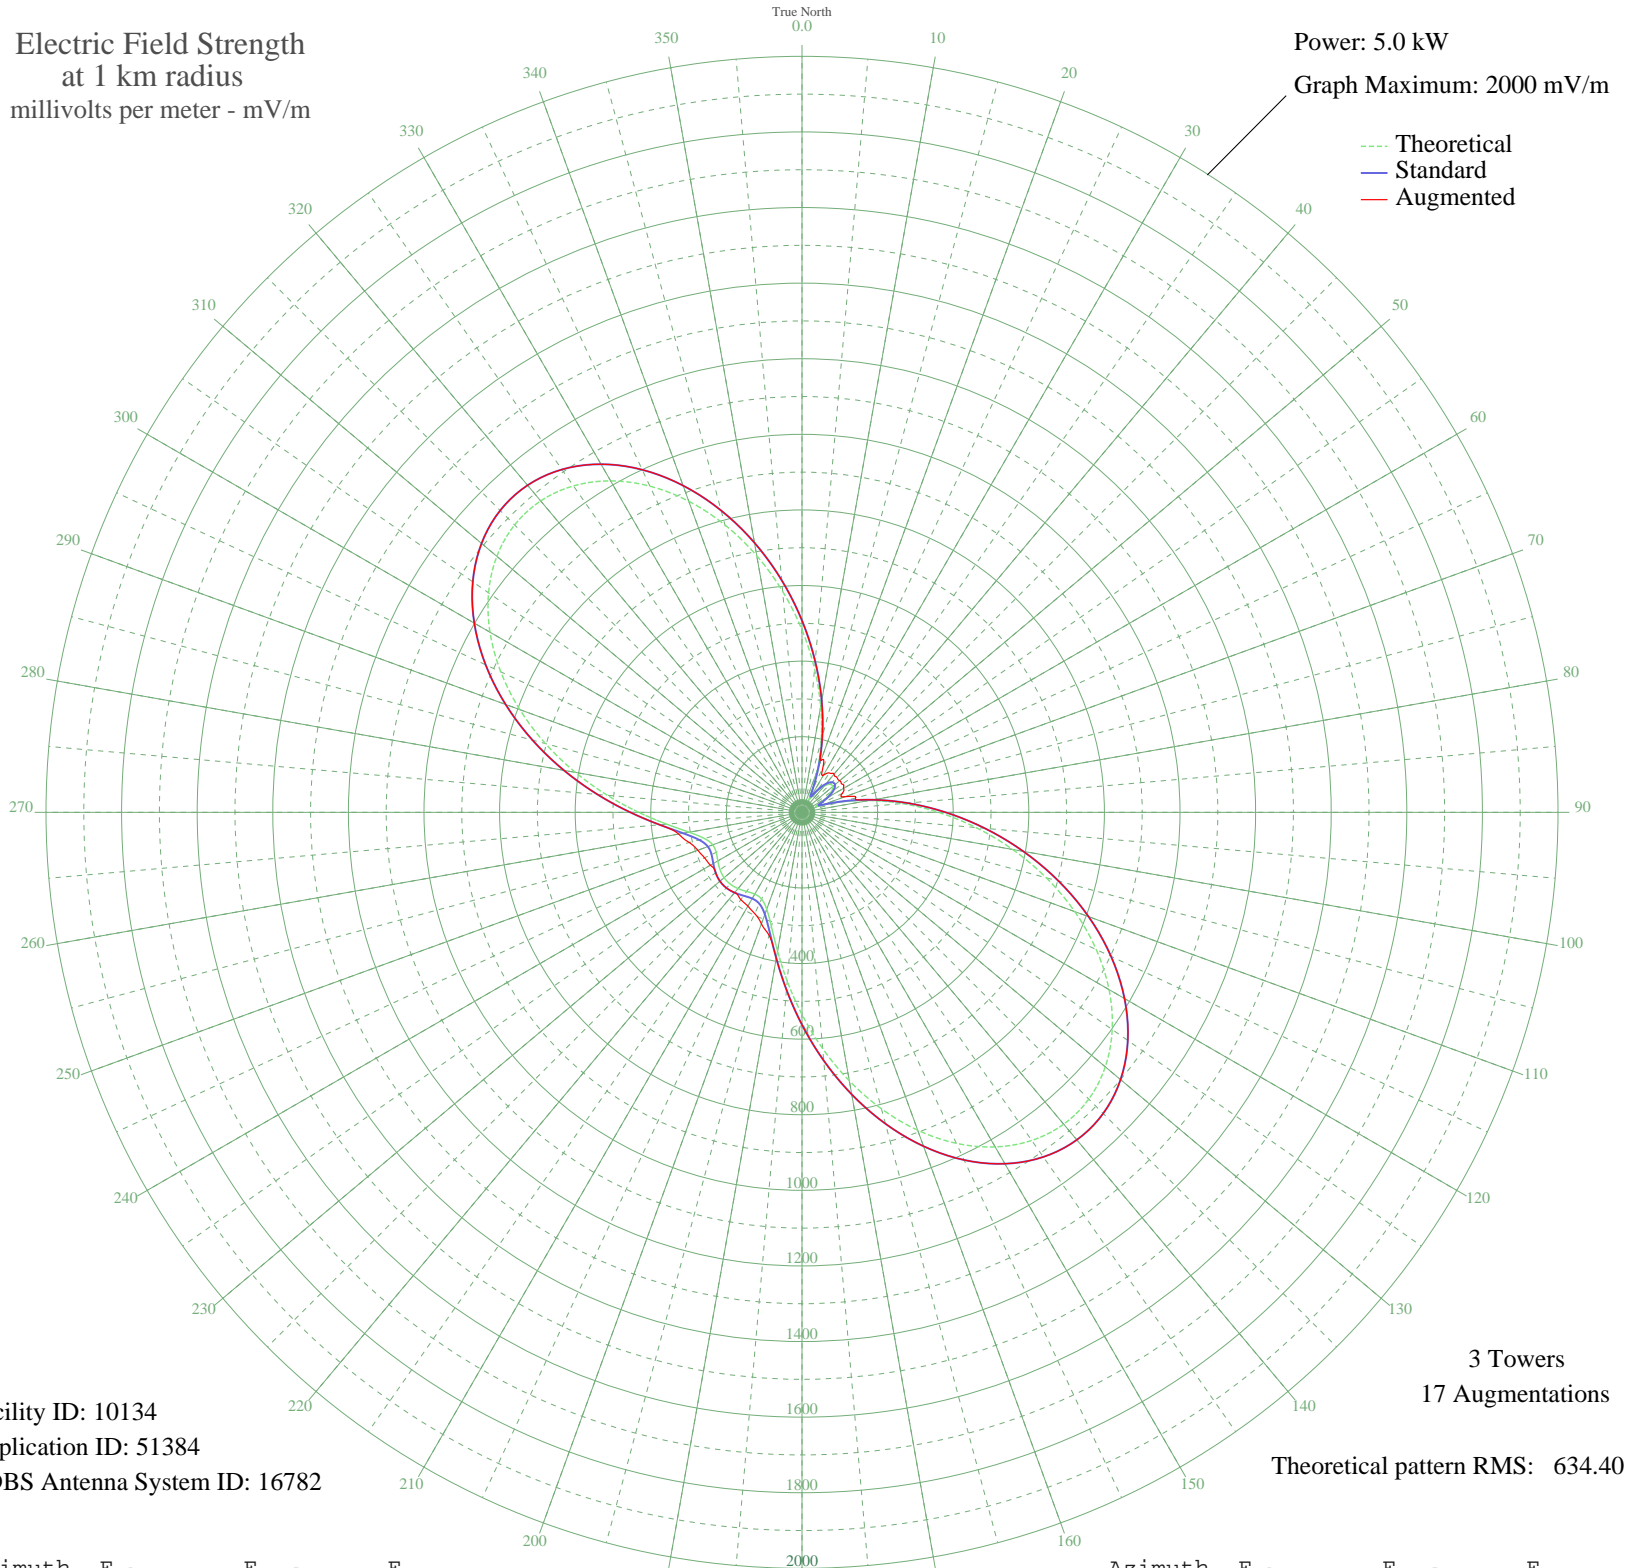 True North
0.0
Electric Field Strength
at 1 km radius
millivolts per meter - mV/m
Power: 5.0 kW
Graph Maximum: 2000 mV/m
Theoretical
Standard
Augmented
10
20
30
40
50
60
70
80
90
100
110
120
130
140
150
160
200
210
220
230
240
250
260
270
280
290
300
310
320
330
340
350
400
600
800
1000
1200
1400
1600
1800
2000
3 Towers
17 Augmentations
Theoretical pattern RMS: 634.40
cility ID: 10134
plication ID: 51384
DBS Antenna System ID: 16782
imuth E E E
Azimuth E E E